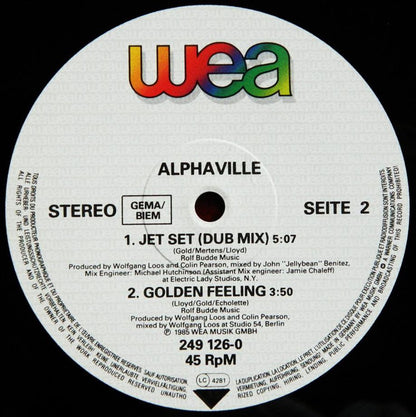 wea
ALPHAVILLE
STEREO
GEMA/
BIEM
SEITE 2
1. JET SET (DUB MIX) 5:07
(Gold/Mertens/Lloyd)
Rolf Budde Music
Produced by Wolfgang Loos and Colin Pearson, mixed by John "Jellybean" Benitez,
Mix Engineer: Michael Hutchinson (Assistant Mix engineer: Jamie Chaleff)
at Electric Lady Studios, N.Y.
2. GOLDEN FEELING 3:50
(Lloyd/Gold/Echolette)
Rolf Budde Music
Produced by Wolfgang Loos and Colin Pearson,
mixed by Wolfgang Loos at Studio 54, Berlin
℗ 1985 WEA MUSIK GMBH
249 126-0
45 RpM
LC 4281